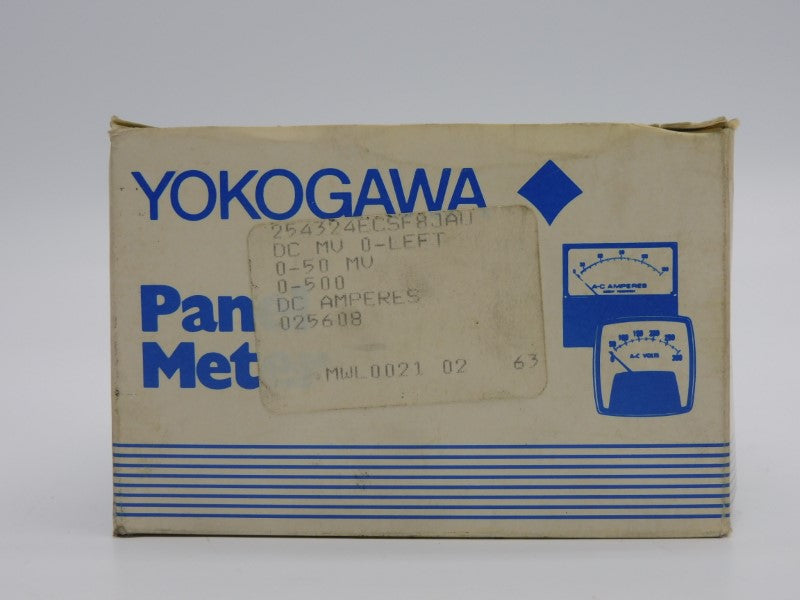 YOKOGAWA
254324ECSF8JAU
DC MV 0-LEFT
0-50 MV
0-500
DC AMPERES
025608
MWL0021 02 63
Pan
Met
A-C AMPERES
A-C VOLTS